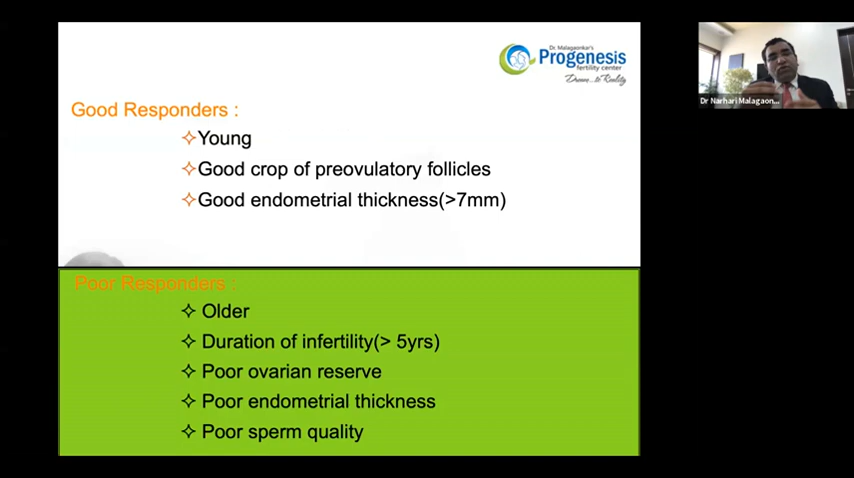 Dr. Malagaonkar's
Progenesis
fertility center
Dream...to Reality
Good Responders :
✧Young
✧Good crop of preovulatory follicles
✧Good endometrial thickness(>7mm)
Poor Responders :
✧ Older
✧ Duration of infertility(> 5yrs)
✧ Poor ovarian reserve
✧ Poor endometrial thickness
✧ Poor sperm quality
Dr Narhari Malagaon...